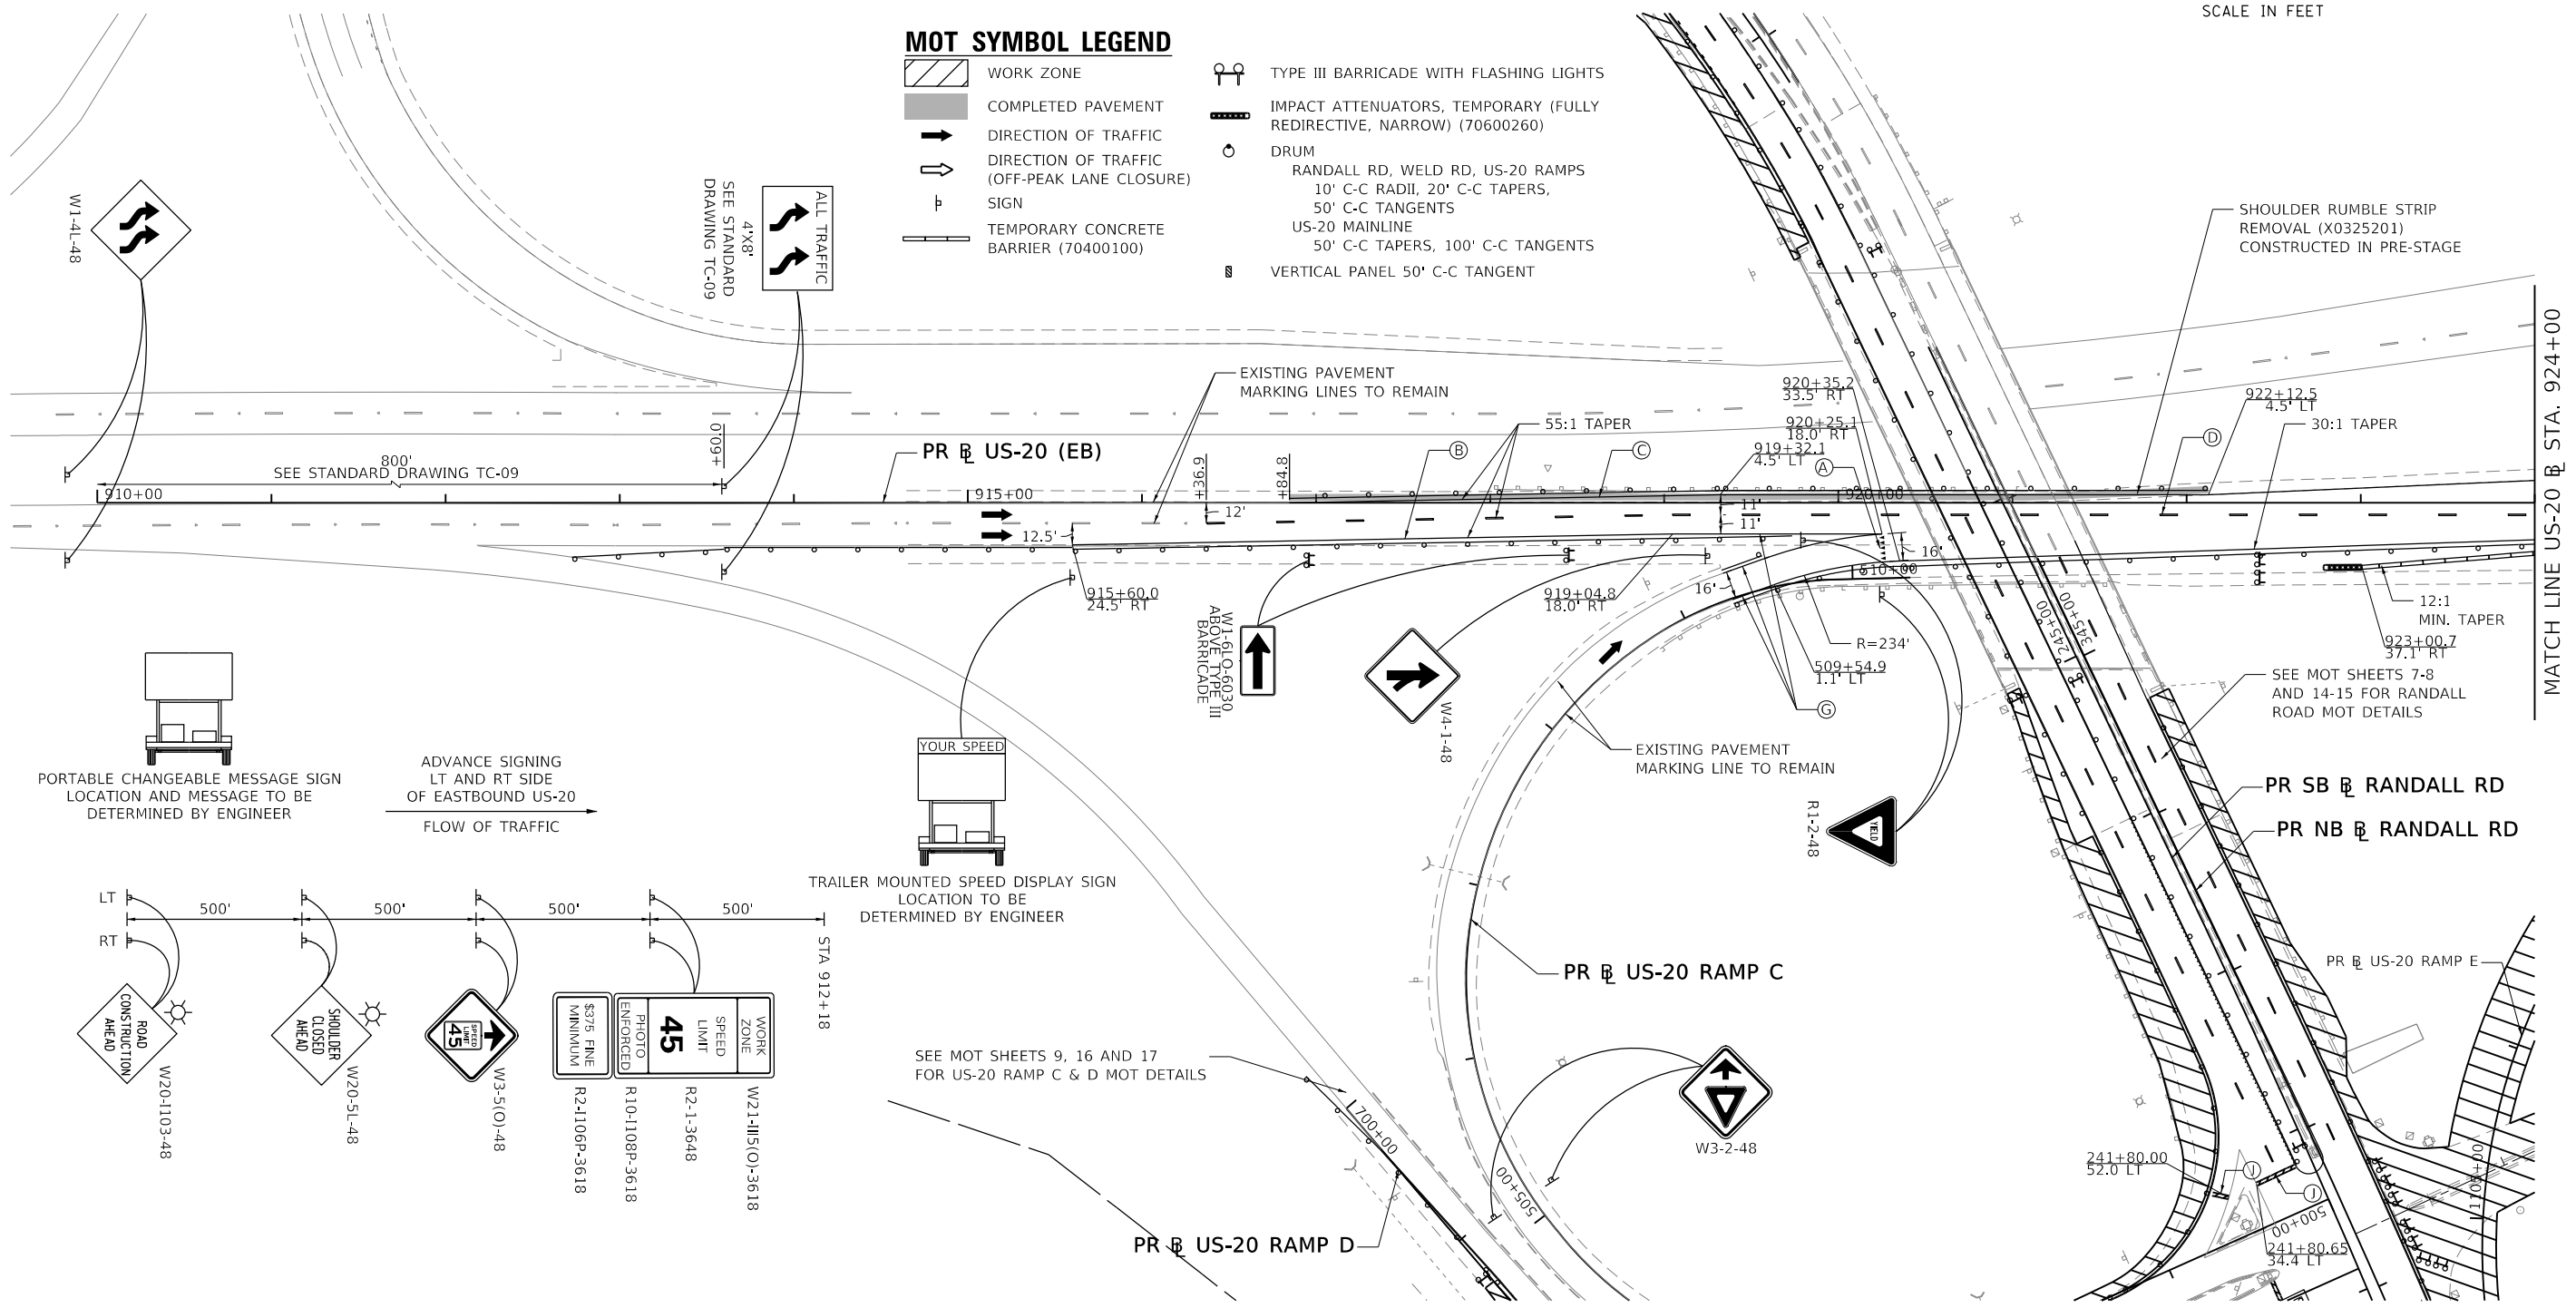 SCALE IN FEET
MOT SYMBOL LEGEND
WORK ZONE
COMPLETED PAVEMENT
DIRECTION OF TRAFFIC
DIRECTION OF TRAFFIC
(OFF-PEAK LANE CLOSURE)
SIGN
TEMPORARY CONCRETE
BARRIER (70400100)
TYPE III BARRICADE WITH FLASHING LIGHTS
IMPACT ATTENUATORS, TEMPORARY (FULLY
REDIRECTIVE, NARROW) (70600260)
DRUM
RANDALL RD, WELD RD, US-20 RAMPS
10' C-C RADII, 20' C-C TAPERS,
50' C-C TANGENTS
US-20 MAINLINE
50' C-C TAPERS, 100' C-C TANGENTS
VERTICAL PANEL 50' C-C TANGENT
W1-4L-48
SEE STANDARD
DRAWING TC-09
4'X8'
ALL TRAFFIC
SHOULDER RUMBLE STRIP
REMOVAL (X0325201)
CONSTRUCTED IN PRE-STAGE
MATCH LINE US-20 ℄ STA. 924+00
EXISTING PAVEMENT
MARKING LINES TO REMAIN
55:1 TAPER
920+35.2
33.5' RT
920+25.1
18.0' RT
919+32.1
4.5' LT
922+12.5
4.5' LT
30:1 TAPER
800'
SEE STANDARD DRAWING TC-09
+60.0
PR ℄ US-20 (EB)
+36.9
+84.8
B
C
A
D
910+00
915+00
920+00
12'
11'
11'
12.5'
16'
16'
510+00
915+60.0
24.5' RT
919+04.8
18.0' RT
W1-6LO-6030
ABOVE TYPE III
BARRICADE
W4-1-48
R=234'
509+54.9
1.1' LT
G
12:1
MIN. TAPER
923+00.7
37.1' RT
245+00
345+00
SEE MOT SHEETS 7-8
AND 14-15 FOR RANDALL
ROAD MOT DETAILS
EXISTING PAVEMENT
MARKING LINE TO REMAIN
R1-2-48
YIELD
PR SB ℄ RANDALL RD
PR NB ℄ RANDALL RD
PORTABLE CHANGEABLE MESSAGE SIGN
LOCATION AND MESSAGE TO BE
DETERMINED BY ENGINEER
ADVANCE SIGNING
LT AND RT SIDE
OF EASTBOUND US-20
FLOW OF TRAFFIC
YOUR SPEED
TRAILER MOUNTED SPEED DISPLAY SIGN
LOCATION TO BE
DETERMINED BY ENGINEER
LT
RT
500'
500'
500'
500'
STA 912+18
ROAD
CONSTRUCTION
AHEAD
W20-I103-48
SHOULDER
CLOSED
AHEAD
W20-5L-48
SPEED
LIMIT
45
W3-5(O)-48
$375 FINE
MINIMUM
R2-I106P-3618
PHOTO
ENFORCED
R10-I108P-3618
SPEED
LIMIT
45
R2-1-3648
WORK
ZONE
W21-III5(O)-3618
PR ℄ US-20 RAMP C
PR ℄ US-20 RAMP E
SEE MOT SHEETS 9, 16 AND 17
FOR US-20 RAMP C & D MOT DETAILS
700+00
505+00
W3-2-48
PR ℄ US-20 RAMP D
241+80.00
52.0 LT
J
J
500+00
241+80.65
34.4 LT